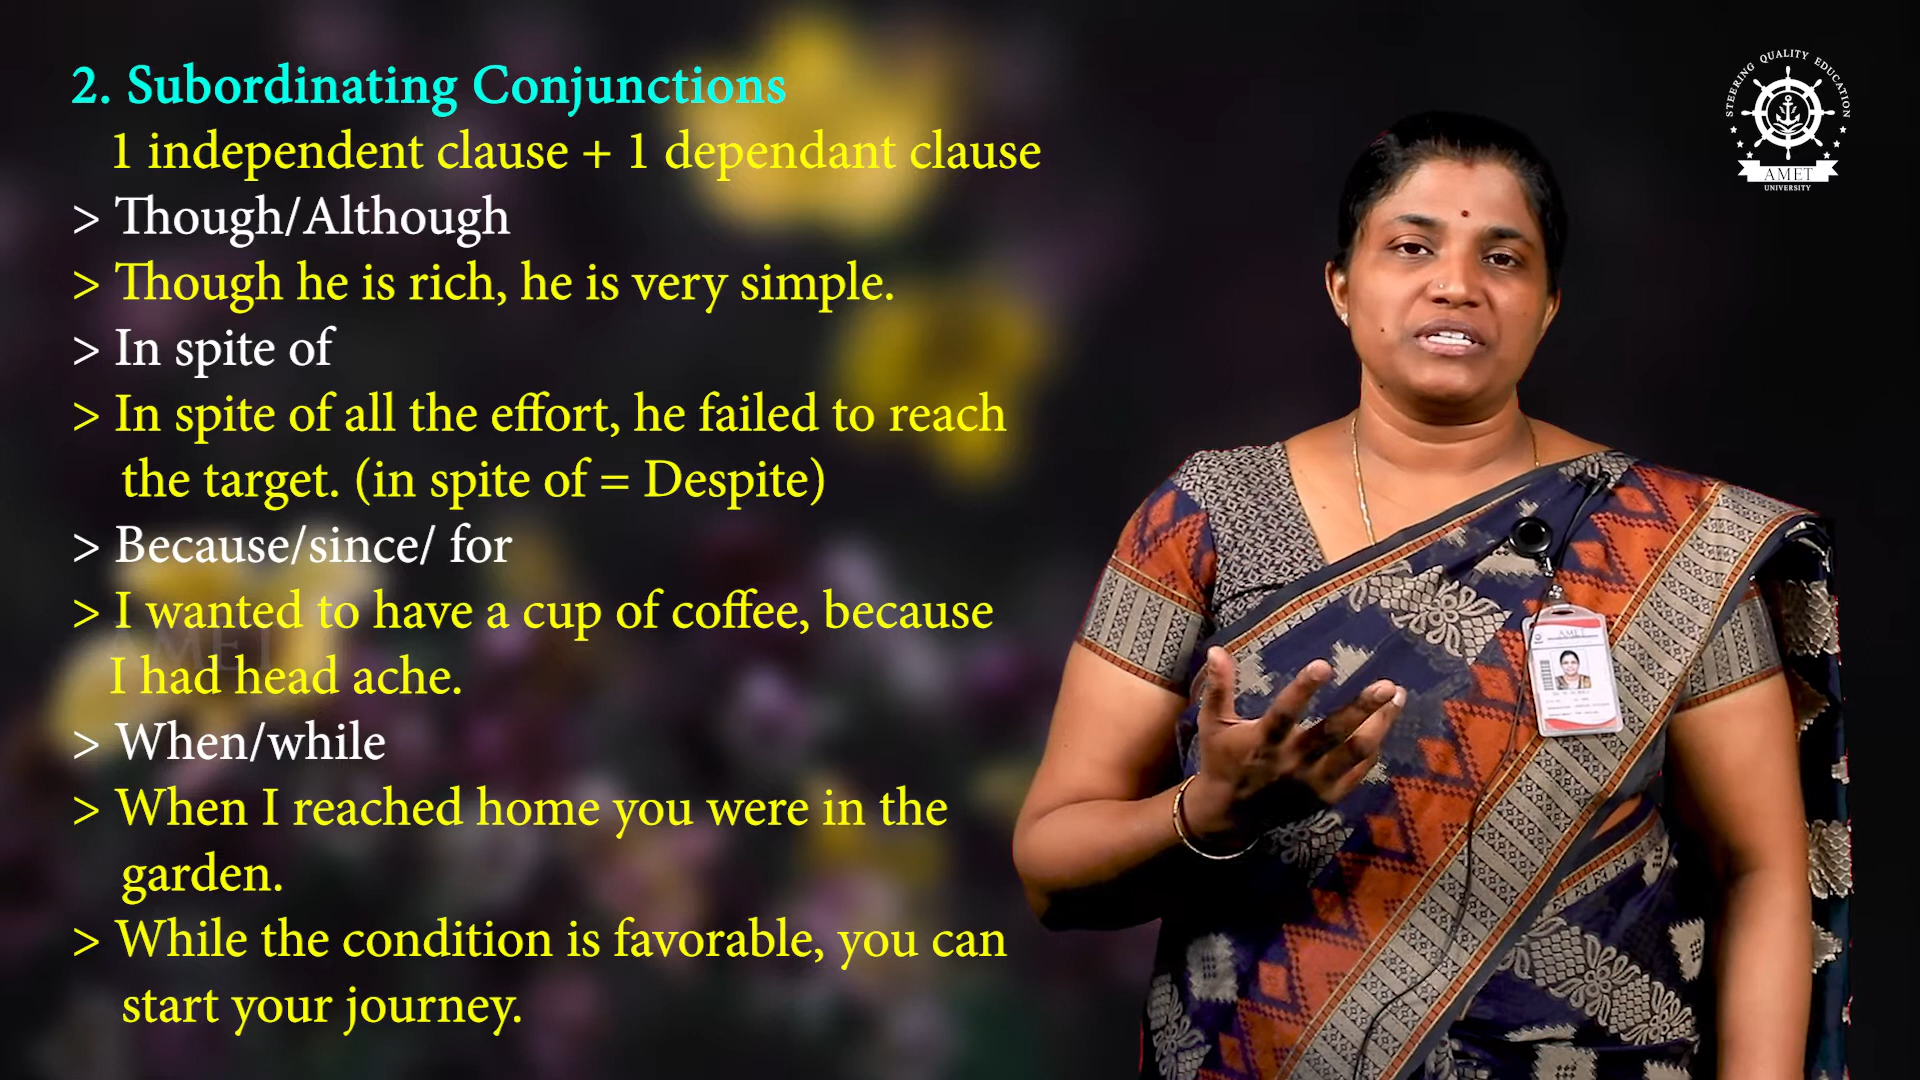 2. Subordinating Conjunctions
1 independent clause + 1 dependant clause
> Though/Although
> Though he is rich, he is very simple.
> In spite of
> In spite of all the effort, he failed to reach
the target. (in spite of = Despite)
> Because/since/ for
> I wanted to have a cup of coffee, because
I had head ache.
> When/while
> When I reached home you were in the
garden.
> While the condition is favorable, you can
start your journey.
STEERING QUALITY EDUCATION
AMET
UNIVERSITY
AMET
AMET